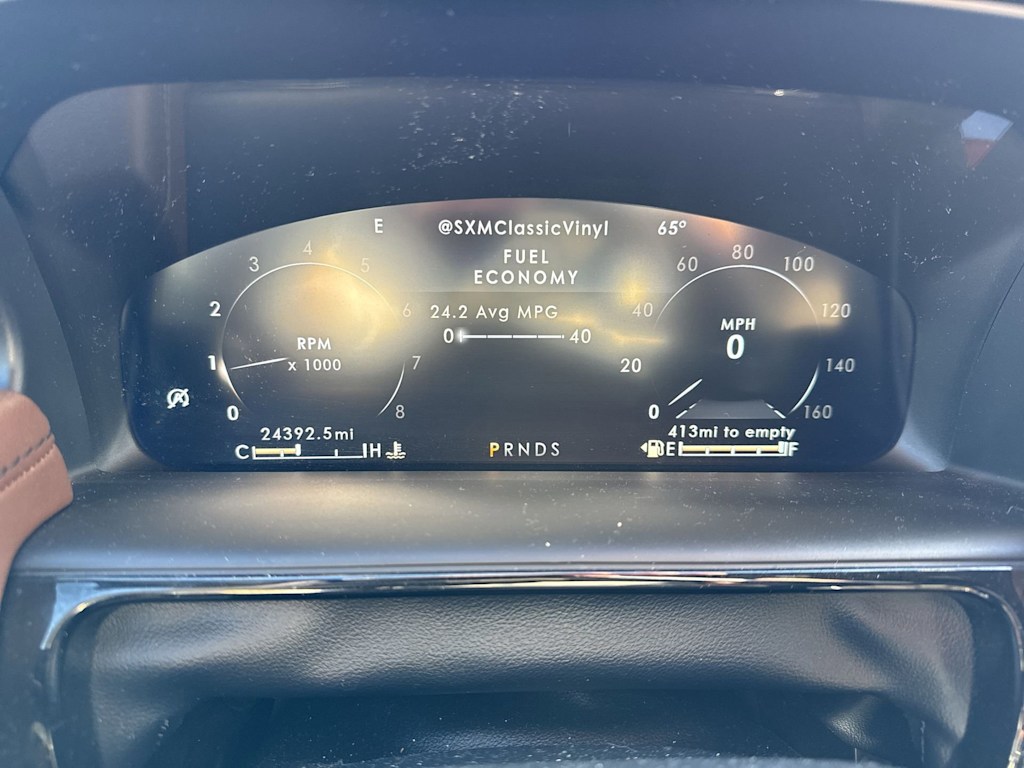 E @SXMClassicVinyl 65°
FUEL
ECONOMY
24.2 Avg MPG
0 40
0 1 2 3 4 5 6 7 8
RPM
x 1000
0 20 40 60 80 100 120 140 160
MPH
0
24392.5mi
C H
PRNDS
413mi to empty
E F